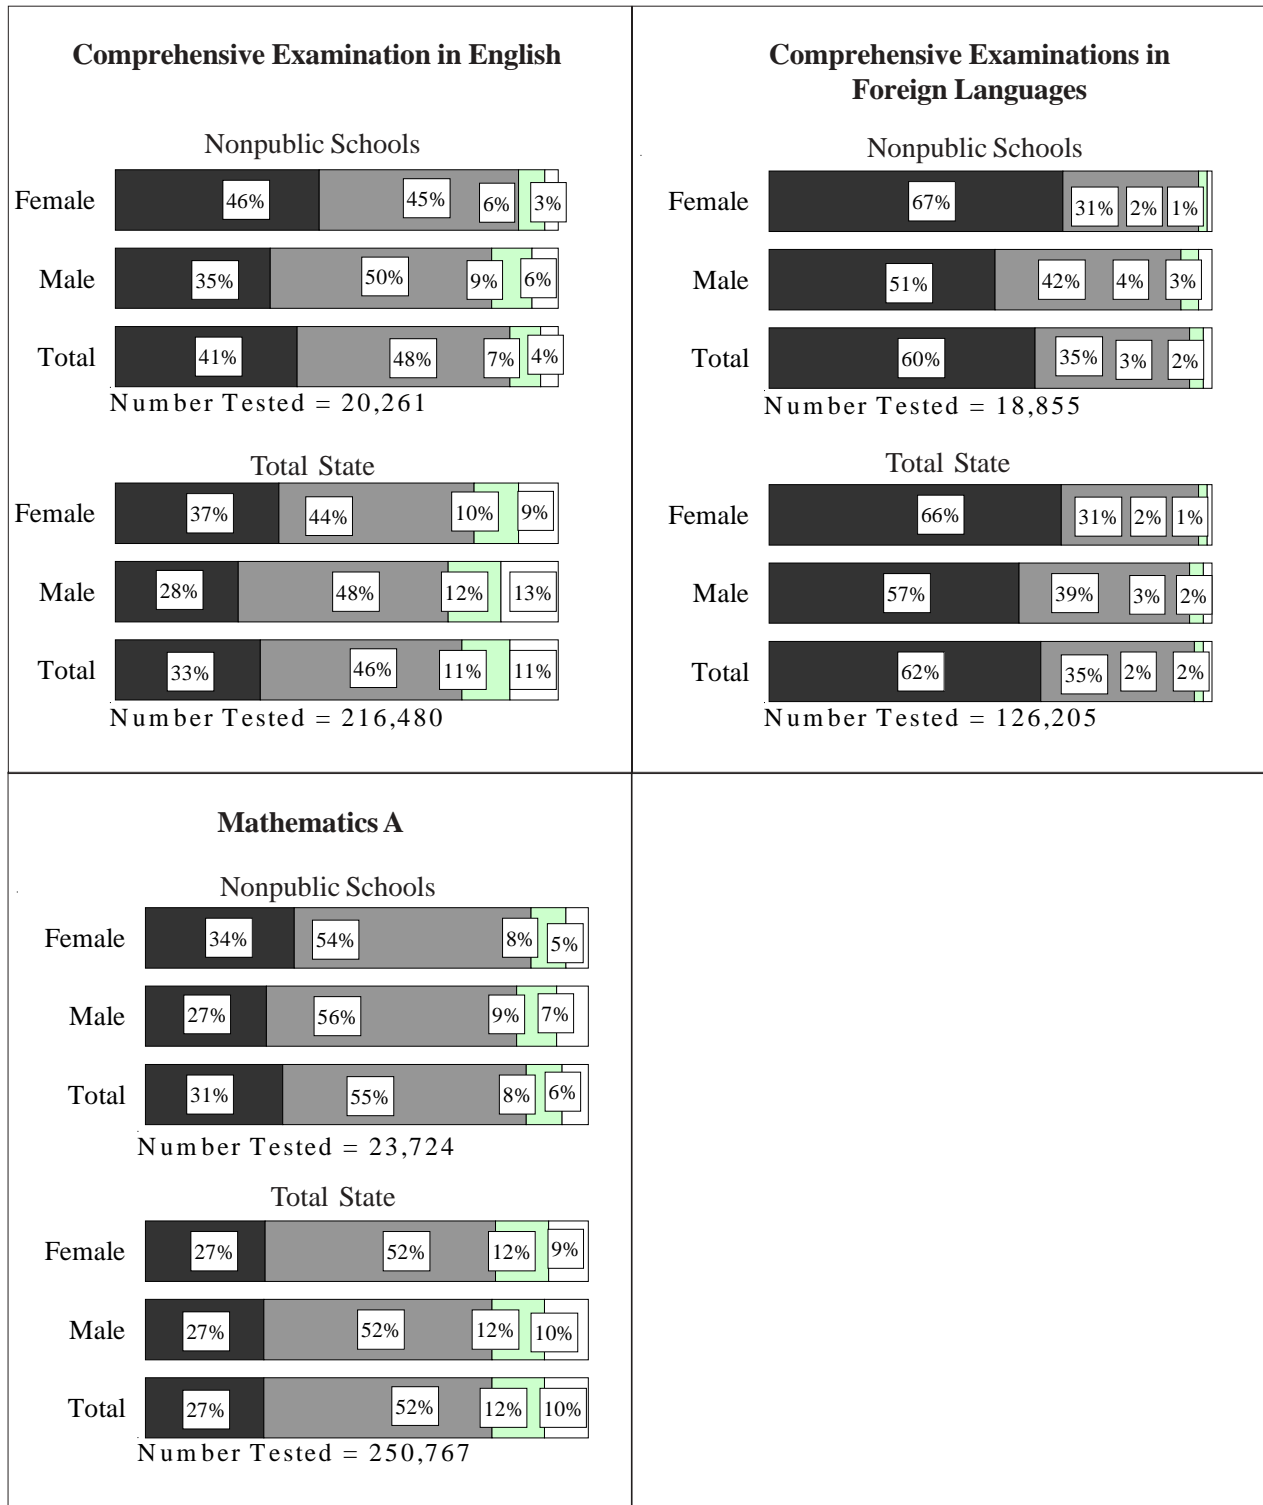 Comprehensive Examination in English
Nonpublic Schools
Female 46% 45% 6% 3%
Male 35% 50% 9% 6%
Total 41% 48% 7% 4%
Number Tested = 20,261
Total State
Female 37% 44% 10% 9%
Male 28% 48% 12% 13%
Total 33% 46% 11% 11%
Number Tested = 216,480
Comprehensive Examinations in
Foreign Languages
Nonpublic Schools
Female 67% 31% 2% 1%
Male 51% 42% 4% 3%
Total 60% 35% 3% 2%
Number Tested = 18,855
Total State
Female 66% 31% 2% 1%
Male 57% 39% 3% 2%
Total 62% 35% 2% 2%
Number Tested = 126,205
Mathematics A
Nonpublic Schools
Female 34% 54% 8% 5%
Male 27% 56% 9% 7%
Total 31% 55% 8% 6%
Number Tested = 23,724
Total State
Female 27% 52% 12% 9%
Male 27% 52% 12% 10%
Total 27% 52% 12% 10%
Number Tested = 250,767